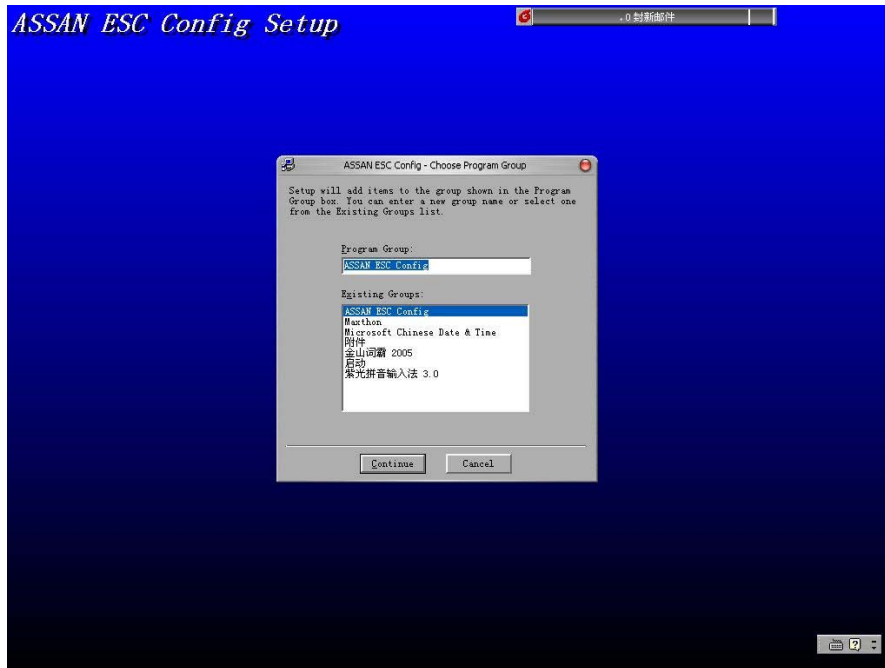 ASSAN ESC Config Setup
. 0 封新邮件
ASSAN ESC Config - Choose Program Group
Setup will add items to the group shown in the Program
Group box. You can enter a new group name or select one
from the Existing Groups list.
Program Group:
ASSAN ESC Config
Existing Groups:
ASSAN ESC Config
Maxthon
Microsoft Chinese Date & Time
附件
金山词霸 2005
启动
紫光拼音输入法 3.0
Continue
Cancel